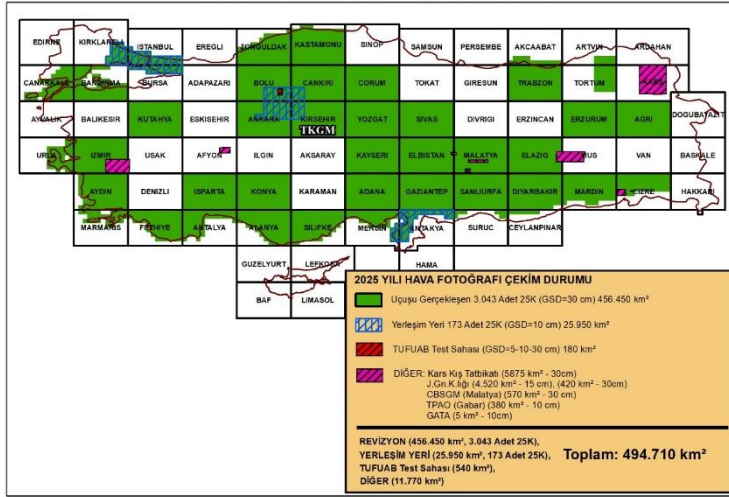 EDİRNE KIRKLARELİ İSTANBUL EREGLİ ZONGULDAK KASTAMONU SİNOP SAMSUN PERSEMBE AKCAABAT ARTVIN ARDAHAN
CANAKKALE BANDIRMA BURSA ADAPAZARI BOLU CANKIRI CORUM TOKAT GİRESUN TRABZON TORTUM KARS
AYVALIK BALIKESIR KUTAHYA ESKISEHIR ANKARA KIRSEHIR YOZGAT SIVAS DIVRIGI ERZINCAN ERZURUM AGRI DOGUBAYAZIT
TKGM
URLA IZMIR USAK AFYON ILGIN AKSARAY KAYSERI ELBISTAN MALATYA ELAZIG MUS VAN BASKALE
AYDIN DENIZLI ISPARTA KONYA KARAMAN ADANA GAZIANTEP SANLIURFA DIYARBAKIR MARDIN CIZRE HAKKARI
MARMARIS FETHIYE ANTALYA ALANYA SILIFKE MERSIN ANTAKYA SURUC CEYLANPINAR
GUZELYURT LEFKOSA HAMA
BAF LIMASOL
2025 YILI HAVA FOTOĞRAFI ÇEKİM DURUMU
Uçuşu Gerçekleşen 3.043 Adet 25K (GSD=30 cm) 456.450 km²
Yerleşim Yeri 173 Adet 25K (GSD=10 cm) 25.950 km²
TUFUAB Test Sahası (GSD=5-10-30 cm) 180 km²
DİĞER: Kars Kış Tatbikatı (5875 km² - 30cm)
J.Gn.K.lığı (4.520 km² - 15 cm), (420 km² - 30cm)
CBSGM (Malatya) (570 km² - 30 cm)
TPAO (Gabar) (380 km² - 10 cm)
GATA (5 km² - 10cm)
REVİZYON (456.450 km², 3.043 Adet 25K),
YERLEŞİM YERİ (25.950 km², 173 Adet 25K),
TUFUAB Test Sahası (540 km²),
DİĞER (11.770 km²)
Toplam: 494.710 km²